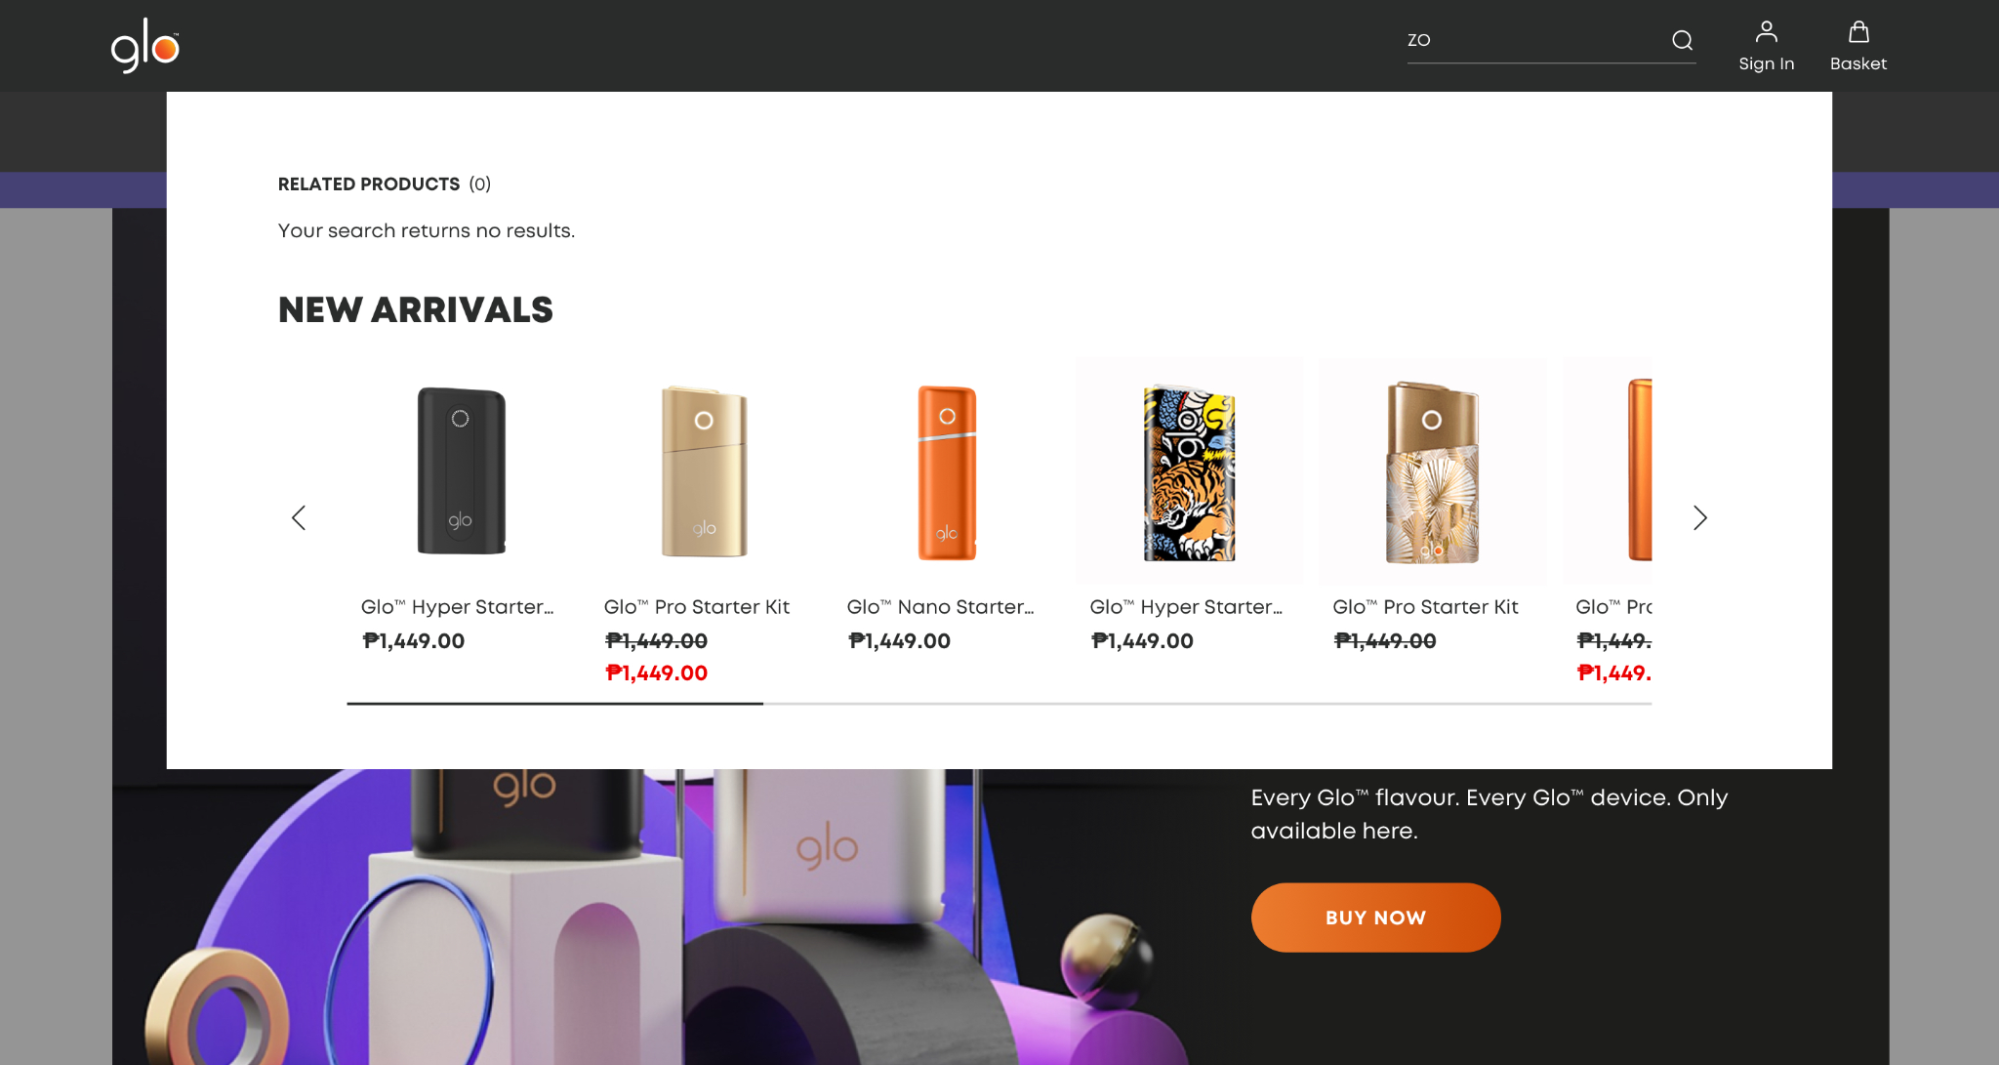 glo™
ZO
Sign In
Basket
RELATED PRODUCTS (0)
Your search returns no results.
NEW ARRIVALS
glo
glo
glo
glo
glo
Glo™ Hyper Starter...
₱1,449.00
Glo™ Pro Starter Kit
₱1,449.00
₱1,449.00
Glo™ Nano Starter...
₱1,449.00
Glo™ Hyper Starter...
₱1,449.00
Glo™ Pro Starter Kit
₱1,449.00
Glo™ Pro
₱1,449.
₱1,449.
glo
glo
Every Glo™ flavour. Every Glo™ device. Only
available here.
BUY NOW